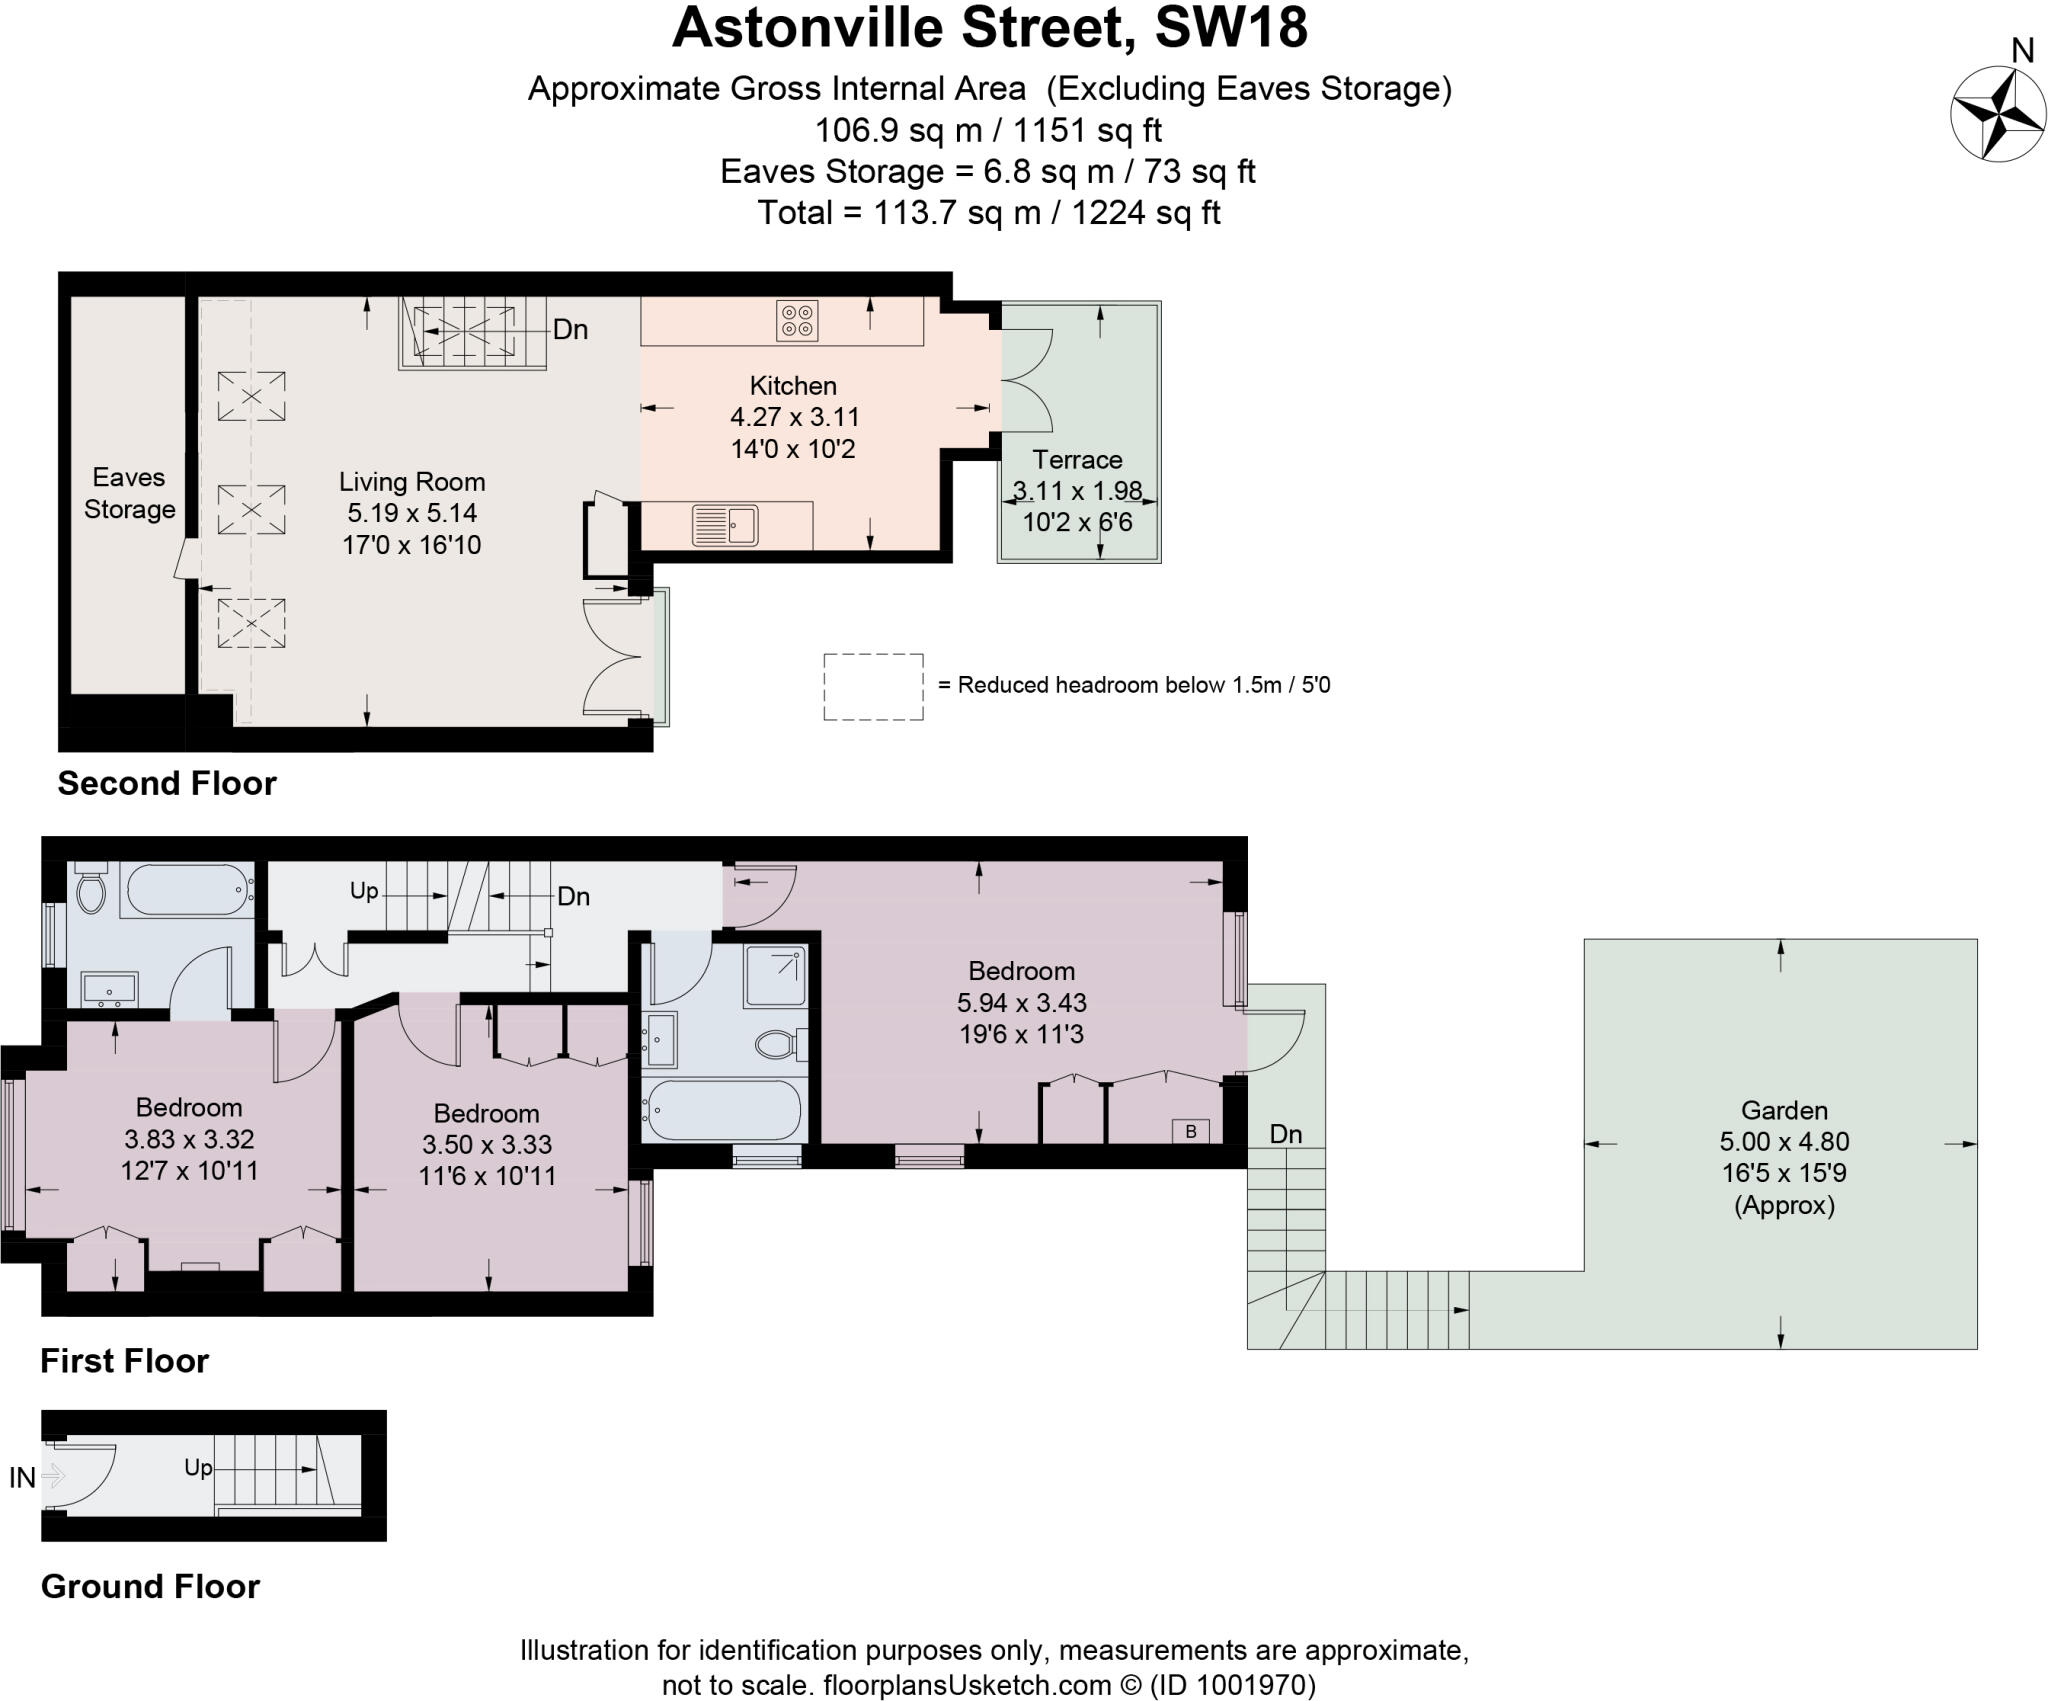 Astonville Street, SW18
N
Approximate Gross Internal Area (Excluding Eaves Storage)
106.9 sq m / 1151 sq ft
Eaves Storage = 6.8 sq m / 73 sq ft
Total = 113.7 sq m / 1224 sq ft
Dn
Kitchen
4.27 x 3.11
14'0 x 10'2
Eaves
Storage
Living Room
5.19 x 5.14
17'0 x 16'10
Terrace
3.11 x 1.98
10'2 x 6'6
= Reduced headroom below 1.5m / 5'0
Second Floor
Up
Dn
Bedroom
5.94 x 3.43
19'6 x 11'3
Bedroom
3.83 x 3.32
12'7 x 10'11
Bedroom
3.50 x 3.33
11'6 x 10'11
B
Dn
Garden
5.00 x 4.80
16'5 x 15'9
(Approx)
First Floor
IN
Up
Ground Floor
Illustration for identification purposes only, measurements are approximate,
not to scale. floorplansUsketch.com © (ID 1001970)